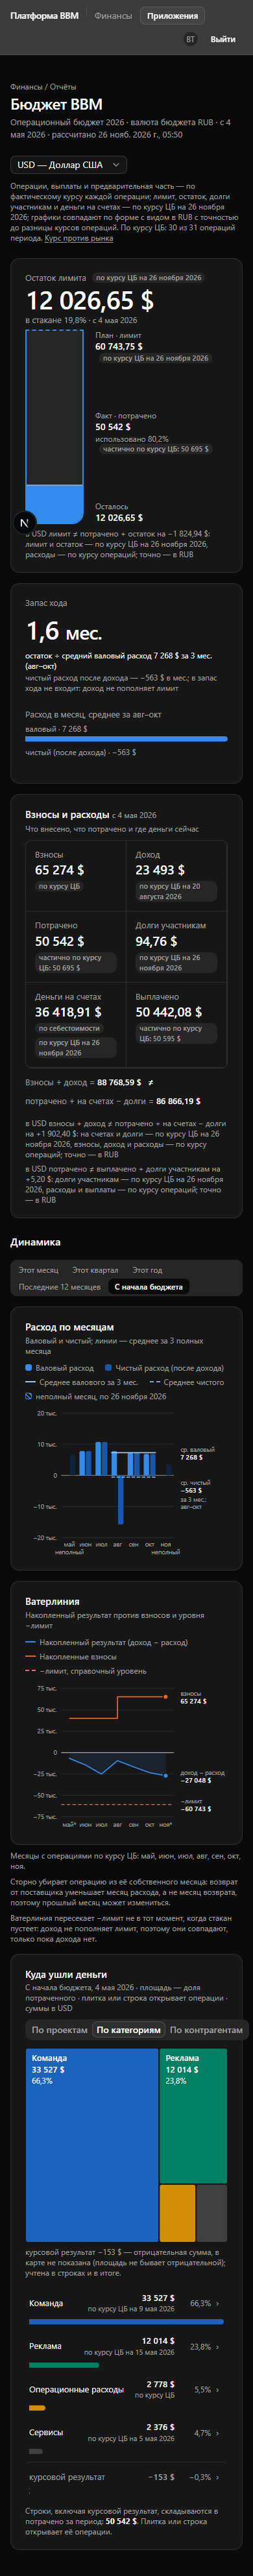 Платформа BBM
Финансы
Приложения
BT
Выйти
Финансы / Отчёты
Бюджет BBM
Операционный бюджет 2026 · валюта бюджета RUB · с 4
мая 2026 · рассчитано 26 нояб. 2026 г., 05:50
USD — Доллар США
Операции, выплаты и предварительная часть — по
фактическому курсу каждой операции; лимит, остаток, долги
участникам и деньги на счетах — по курсу ЦБ на 26 ноября
2026; графики совпадают по форме с видом в RUB с точностью
до разницы курсов операций. По курсу ЦБ: 30 из 31 операций
периода. Курс против рынка
Остаток лимита
по курсу ЦБ на 26 ноября 2026
12 026,65 $
в стакане 19,8% · с 4 мая 2026
План · лимит
60 743,75 $
по курсу ЦБ на 26 ноября 2026
Факт · потрачено
50 542 $
использовано 80,2%
частично по курсу ЦБ: 50 695 $
Осталось
12 026,65 $
N
в USD лимит ≠ потрачено + остаток на −1 824,94 $:
лимит и остаток — по курсу ЦБ на 26 ноября 2026,
расходы — по курсу операций; точно — в RUB
Запас хода
1,6 мес.
остаток ÷ средний валовый расход 7 268 $ за 3 мес.
(авг–окт)
чистый расход после дохода — −563 $ в мес.; в запас
хода не входит: доход не пополняет лимит
Расход в месяц, среднее за авг–окт
валовый · 7 268 $
чистый (после дохода) · −563 $
Взносы и расходы с 4 мая 2026
Что внесено, что потрачено и где деньги сейчас
Взносы
65 274 $
по курсу ЦБ
Доход
23 493 $
по курсу ЦБ на 20
августа 2026
Потрачено
50 542 $
частично по курсу
ЦБ: 50 695 $
Долги участникам
94,76 $
по курсу ЦБ на 26
ноября 2026
Деньги на счетах
36 418,91 $
по себестоимости
по курсу ЦБ на 26
ноября 2026
Выплачено
50 442,08 $
частично по курсу
ЦБ: 50 595 $
Взносы + доход = 88 768,59 $ ≠
потрачено + на счетах − долги = 86 866,19 $
в USD взносы + доход ≠ потрачено + на счетах − долги
на +1 902,40 $: на счетах и долги — по курсу ЦБ на 26
ноября 2026, взносы, доход и расходы — по курсу
операций; точно — в RUB
в USD потрачено ≠ выплачено + долги участникам на
+5,20 $: долги участникам — по курсу ЦБ на 26 ноября
2026, расходы и выплаты — по курсу операций; точно
— в RUB
Динамика
Этот месяц
Этот квартал
Этот год
Последние 12 месяцев
С начала бюджета
Расход по месяцам
Валовый и чистый; линии — среднее за 3 полных
месяца
Валовый расход
Чистый расход (после дохода)
Среднее валового за 3 мес.
Среднее чистого
неполный месяц, по 26 ноября 2026
20 тыс.
10 тыс.
0
−10 тыс.
−20 тыс.
ср. валовый
7 268 $
ср. чистый
−563 $
за 3 мес.:
авг–окт
май июн июл авг сен окт ноя
неполный неполный
Ватерлиния
Накопленный результат против взносов и уровня
−лимит
Накопленный результат (доход − расход)
Накопленные взносы
−лимит, справочный уровень
75 тыс.
50 тыс.
25 тыс.
0
−25 тыс.
−50 тыс.
−75 тыс.
взносы
65 274 $
доход − расход
−27 048 $
−лимит
−60 743 $
май* июн июл авг сен окт ноя*
Месяцы с операциями по курсу ЦБ: май, июн, июл, авг, сен, окт,
ноя.
Сторно убирает операцию из её собственного месяца: возврат
от поставщика уменьшит месяц расхода, а не месяц возврата,
поэтому прошлый месяц может измениться.
Ватерлиния пересекает −лимит не в тот момент, когда стакан
пустеет: доход не пополняет лимит, поэтому они совпадают,
только пока дохода нет.
Куда ушли деньги
С начала бюджета, 4 мая 2026 · площадь — доля
потраченного · плитка или строка открывает операции ·
суммы в USD
По проектам
По категориям
По контрагентам
Команда
33 527 $
66,3%
Реклама
12 014 $
23,8%
курсовой результат −153 $ — отрицательная сумма, в
карте не показана (площадь не бывает отрицательной);
учтена в строках и в итоге.
Команда
33 527 $
по курсу ЦБ на 9 мая 2026
66,3% ›
Реклама
12 014 $
по курсу ЦБ на 15 мая 2026
23,8% ›
Операционные расходы
2 778 $
по курсу ЦБ
5,5% ›
Сервисы
2 376 $
по курсу ЦБ на 5 мая 2026
4,7% ›
курсовой результат
−153 $
−0,3% ›
Строки, включая курсовой результат, складываются в
потрачено за период: 50 542 $. Плитка или строка
открывает её операции.